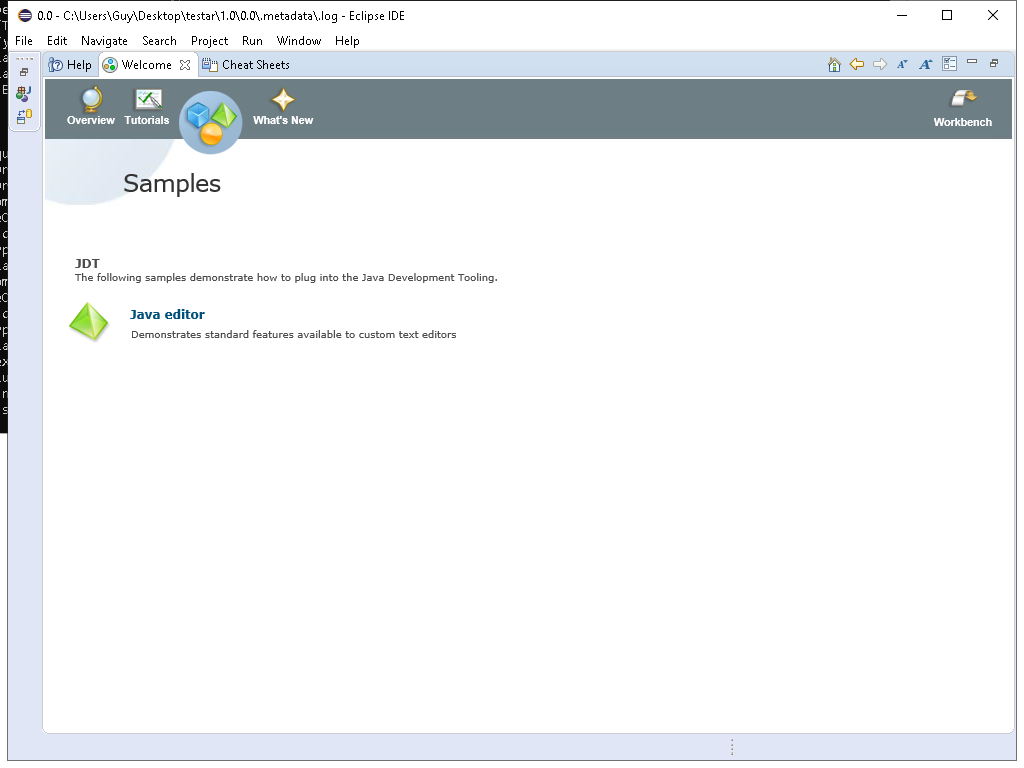 0.0 - C:\Users\Guy\Desktop\testar\1.0\0.0\.metadata\.log - Eclipse IDE
File Edit Navigate Search Project Run Window Help
Help Welcome Cheat Sheets
Overview Tutorials What's New Workbench
Samples
JDT
The following samples demonstrate how to plug into the Java Development Tooling.
Java editor
Demonstrates standard features available to custom text editors